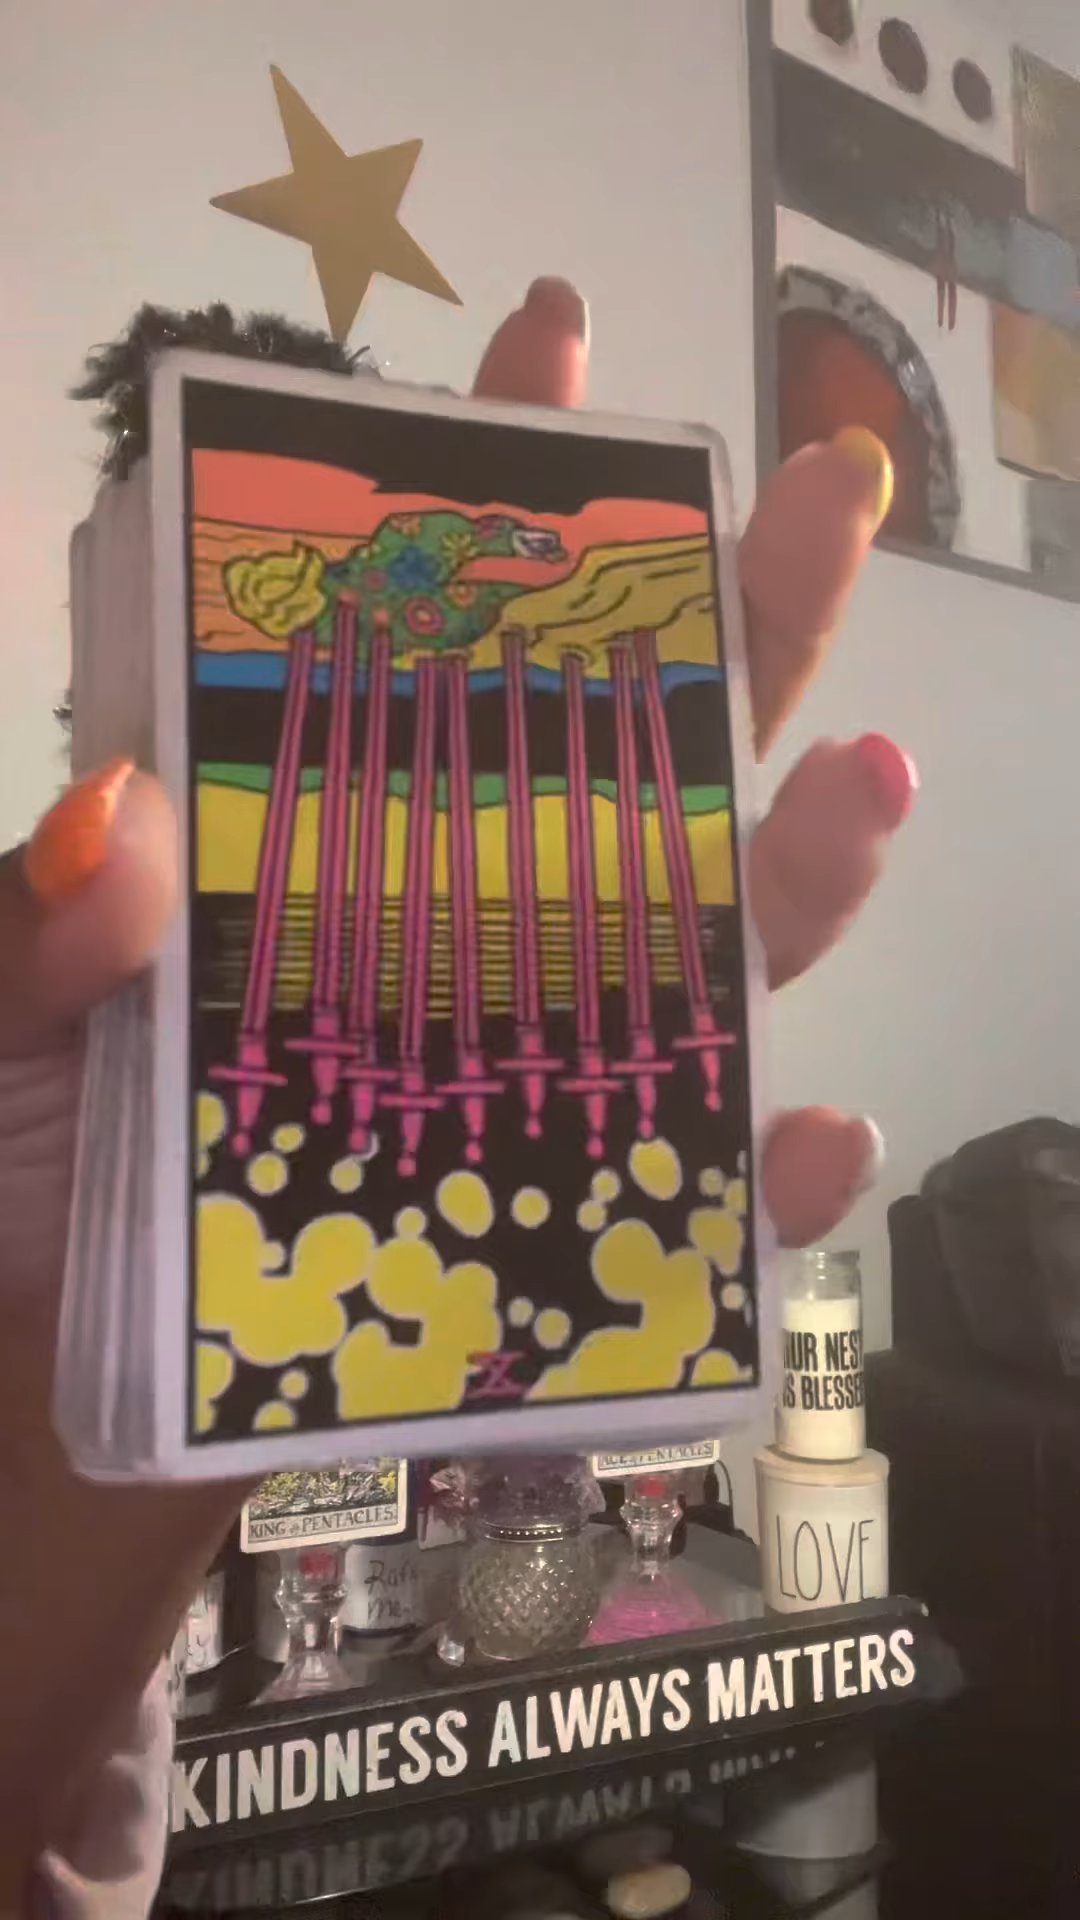 X
KING of PENTACLES.
ACE of PENTACLES
OUR NEST
IS BLESSED
LOVE
KINDNESS ALWAYS MATTERS